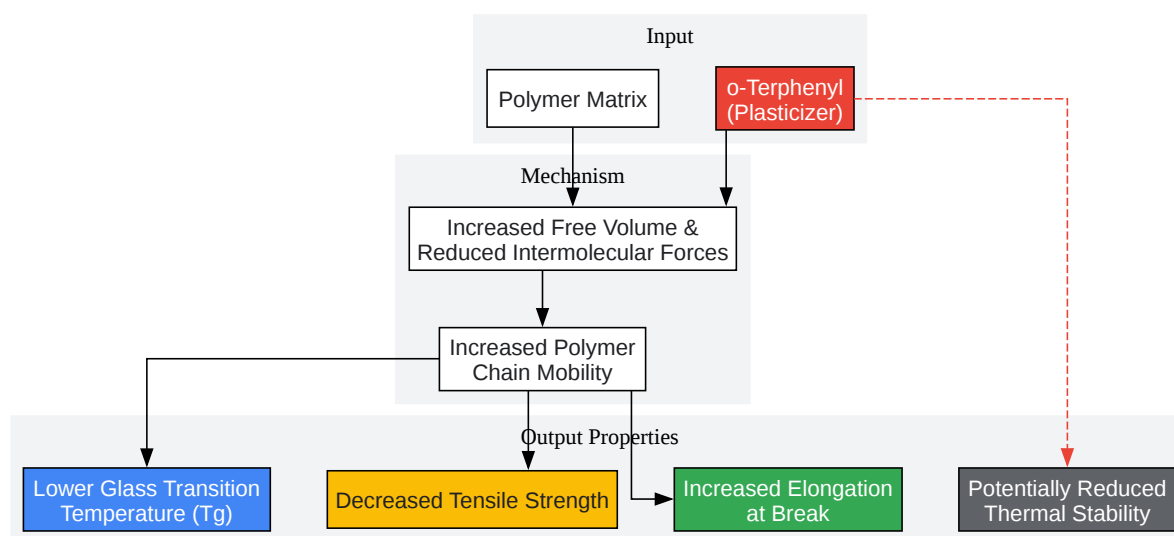 Input
Polymer Matrix
o-Terphenyl
(Plasticizer)
Mechanism
Increased Free Volume &
Reduced Intermolecular Forces
Increased Polymer
Chain Mobility
Output Properties
Lower Glass Transition
Temperature (Tg)
Decreased Tensile Strength
Increased Elongation
at Break
Potentially Reduced
Thermal Stability